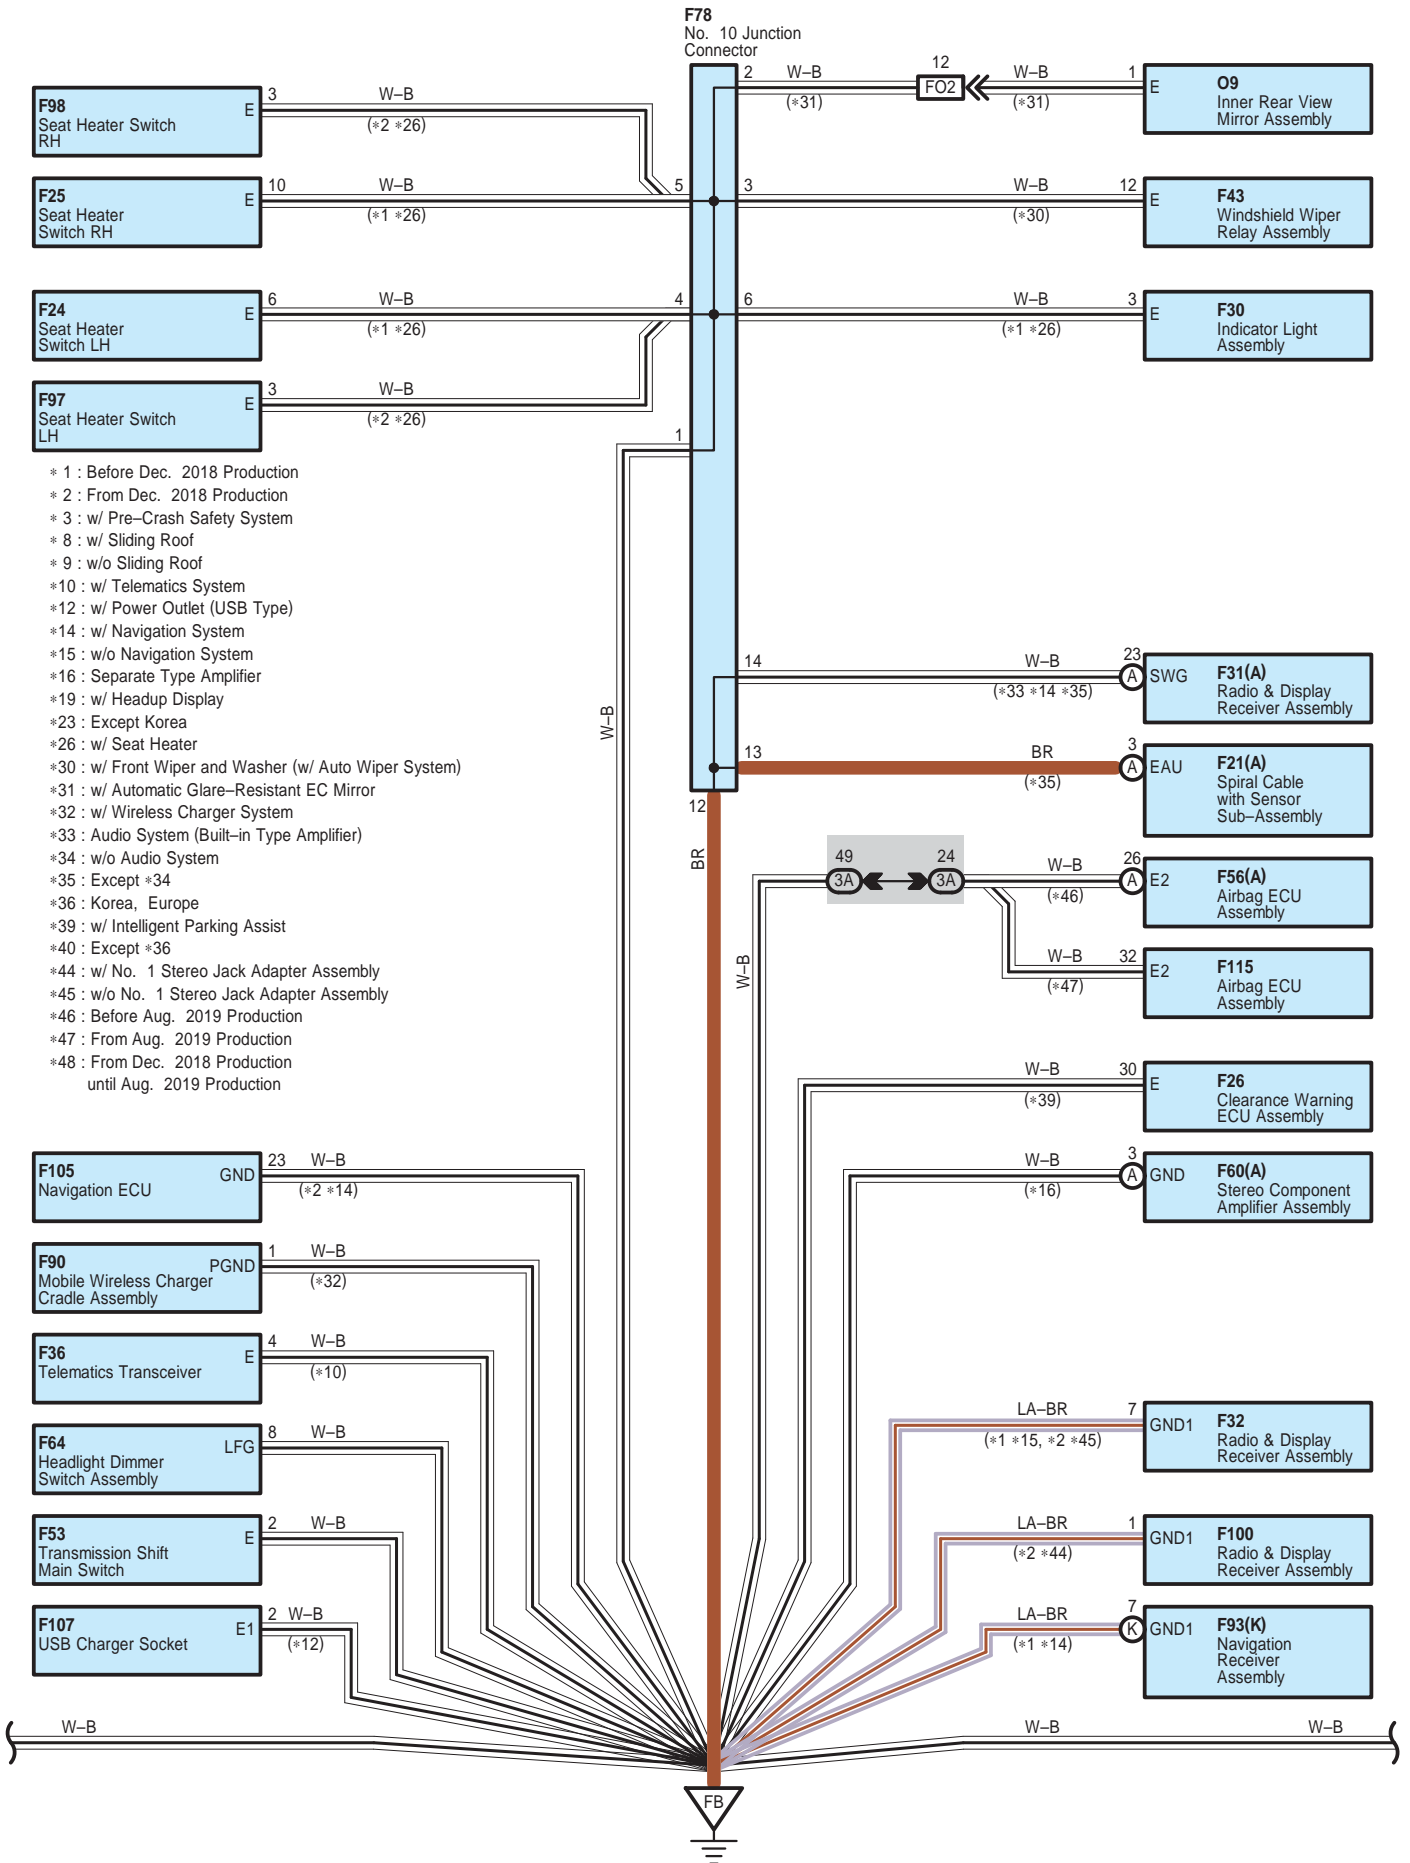 F78
No. 10 Junction
Connector
2 W–B (∗31)
12
FO2
W–B (∗31) 1
E O9
Inner Rear View
Mirror Assembly
F98
Seat Heater Switch
RH
E 3 W–B (∗2 ∗26)
F25
Seat Heater
Switch RH
E 10 W–B (∗1 ∗26) 5
3 W–B (∗30) 12
E F43
Windshield Wiper
Relay Assembly
F24
Seat Heater
Switch LH
E 6 W–B (∗1 ∗26) 4
6 W–B (∗1 ∗26) 3
E F30
Indicator Light
Assembly
F97
Seat Heater Switch
LH
E 3 W–B (∗2 ∗26)
1
W–B
∗ 1 : Before Dec. 2018 Production
∗ 2 : From Dec. 2018 Production
∗ 3 : w/ Pre–Crash Safety System
∗ 8 : w/ Sliding Roof
∗ 9 : w/o Sliding Roof
∗10 : w/ Telematics System
∗12 : w/ Power Outlet (USB Type)
∗14 : w/ Navigation System
∗15 : w/o Navigation System
∗16 : Separate Type Amplifier
∗19 : w/ Headup Display
∗23 : Except Korea
∗26 : w/ Seat Heater
∗30 : w/ Front Wiper and Washer (w/ Auto Wiper System)
∗31 : w/ Automatic Glare–Resistant EC Mirror
∗32 : w/ Wireless Charger System
∗33 : Audio System (Built–in Type Amplifier)
∗34 : w/o Audio System
∗35 : Except ∗34
∗36 : Korea, Europe
∗39 : w/ Intelligent Parking Assist
∗40 : Except ∗36
∗44 : w/ No. 1 Stereo Jack Adapter Assembly
∗45 : w/o No. 1 Stereo Jack Adapter Assembly
∗46 : Before Aug. 2019 Production
∗47 : From Aug. 2019 Production
∗48 : From Dec. 2018 Production
until Aug. 2019 Production
14 W–B (∗33 ∗14 ∗35) 23
A SWG F31(A)
Radio & Display
Receiver Assembly
13 BR (∗35) 3
A EAU F21(A)
Spiral Cable
with Sensor
Sub–Assembly
12
BR
W–B
49 24
3A 3A
W–B (∗46) 26
A E2 F56(A)
Airbag ECU
Assembly
W–B (∗47) 32
E2 F115
Airbag ECU
Assembly
W–B (∗39) 30
E F26
Clearance Warning
ECU Assembly
W–B (∗16) 3
A GND F60(A)
Stereo Component
Amplifier Assembly
F105
Navigation ECU
GND 23 W–B (∗2 ∗14)
F90
Mobile Wireless Charger
Cradle Assembly
PGND 1 W–B (∗32)
F36
Telematics Transceiver
E 4 W–B (∗10)
F64
Headlight Dimmer
Switch Assembly
LFG 8 W–B
F53
Transmission Shift
Main Switch
E 2 W–B
F107
USB Charger Socket
E1 2 W–B (∗12)
LA–BR (∗1 ∗15, ∗2 ∗45) 7
GND1 F32
Radio & Display
Receiver Assembly
LA–BR (∗2 ∗44) 1
GND1 F100
Radio & Display
Receiver Assembly
LA–BR (∗1 ∗14) 7
K GND1 F93(K)
Navigation
Receiver
Assembly
W–B W–B W–B
FB